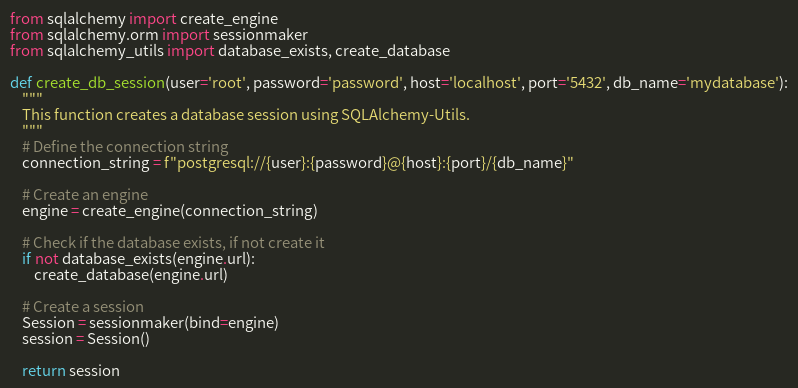 from sqlalchemy import create_engine
from sqlalchemy.orm import sessionmaker
from sqlalchemy_utils import database_exists, create_database

def create_db_session(user='root', password='password', host='localhost', port='5432', db_name='mydatabase'):
    """
    This function creates a database session using SQLAlchemy-Utils.
    """
    # Define the connection string
    connection_string = f"postgresql://{user}:{password}@{host}:{port}/{db_name}"

    # Create an engine
    engine = create_engine(connection_string)

    # Check if the database exists, if not create it
    if not database_exists(engine.url):
        create_database(engine.url)

    # Create a session
    Session = sessionmaker(bind=engine)
    session = Session()

    return session